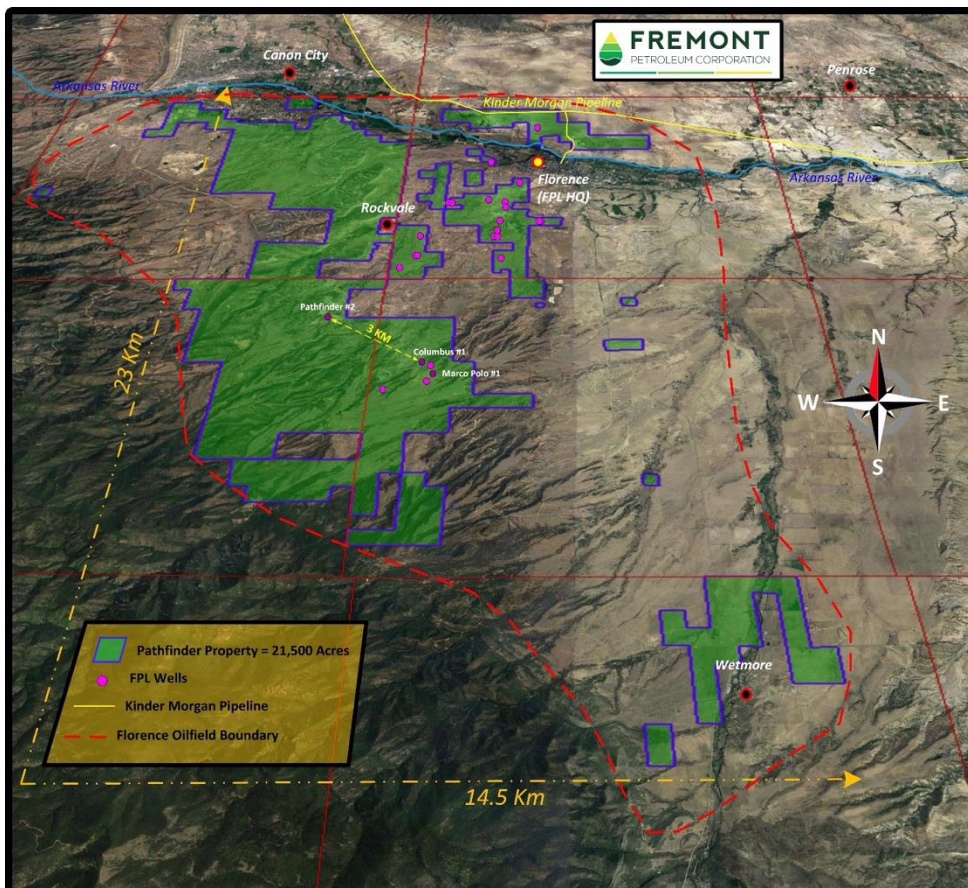 FREMONT
PETROLEUM CORPORATION
Canon City
Penrose
Arkansas River
Kinder Morgan Pipeline
Florence
(FPL HQ)
Arkansas River
Rockvale
Pathfinder #2
3 KM
Columbus #1
Marco Polo #1
23 Km
N
W
E
S
Wetmore
Pathfinder Property = 21,500 Acres
FPL Wells
Kinder Morgan Pipeline
Florence Oilfield Boundary
14.5 Km